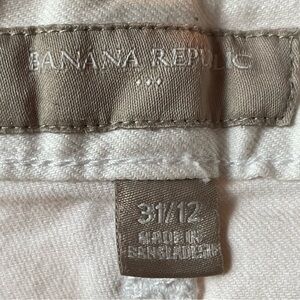 BANANA REPUBLIC
31/12
MADE IN
BANGLADESH